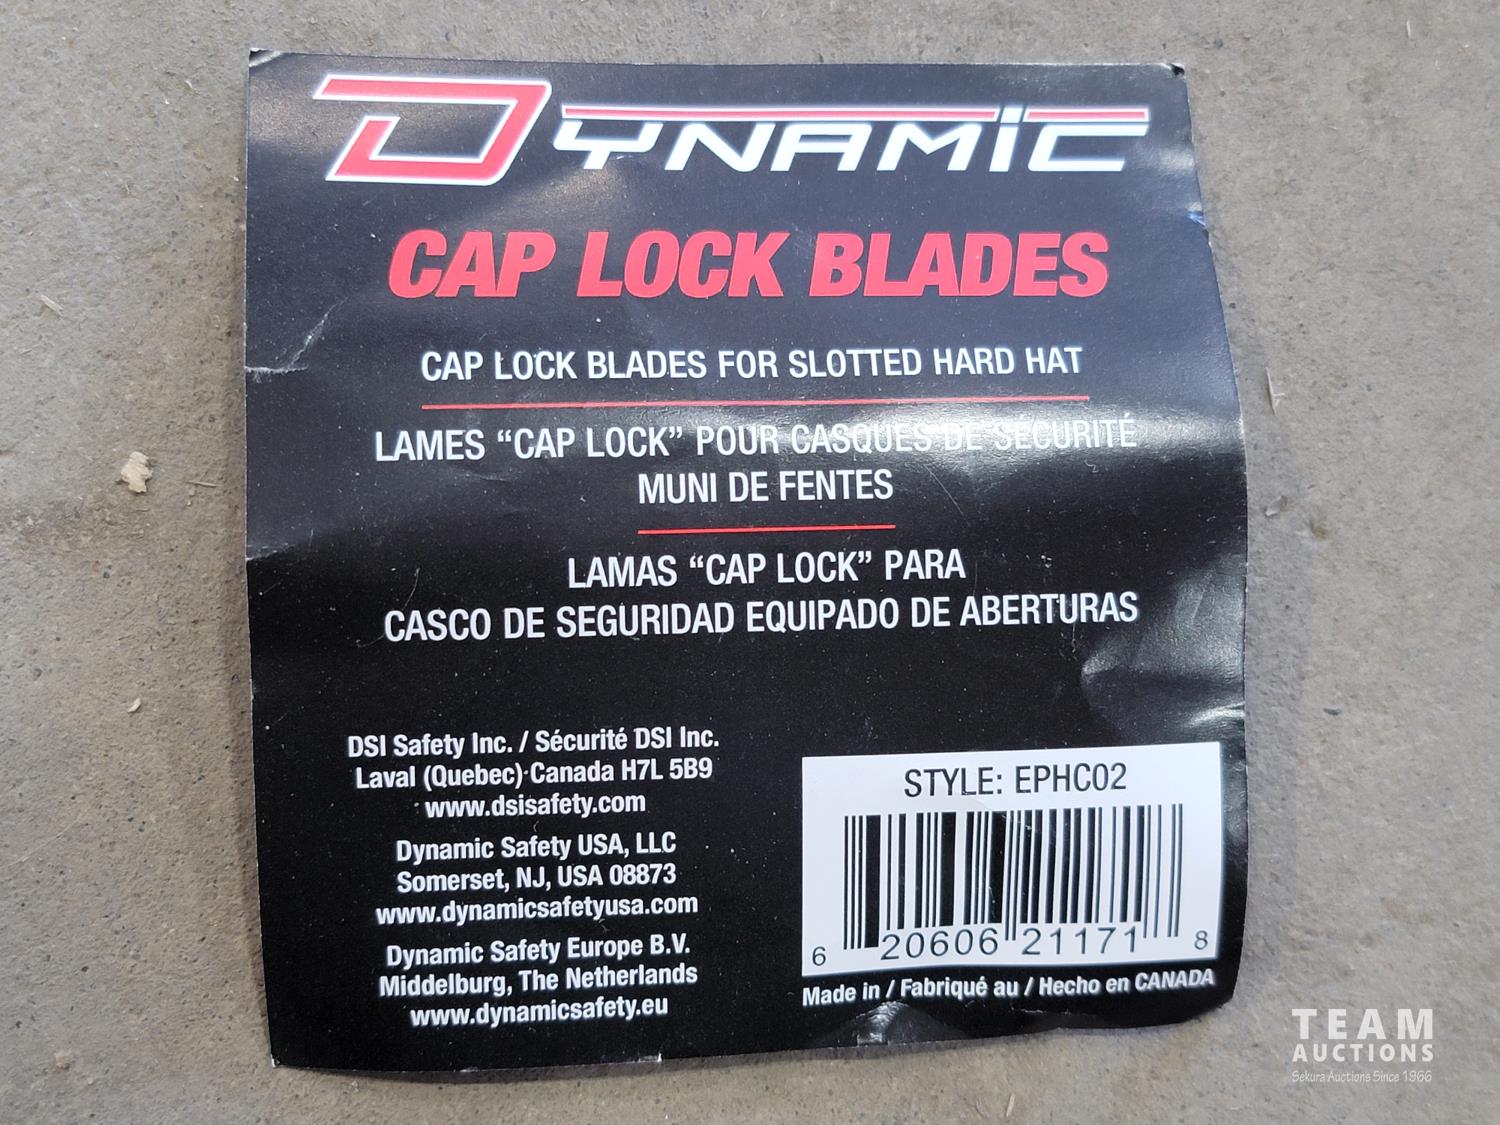 DYNAMIC
CAP LOCK BLADES
CAP LOCK BLADES FOR SLOTTED HARD HAT
LAMES “CAP LOCK” POUR CASQUES DE SÉCURITÉ
MUNI DE FENTES
LAMAS “CAP LOCK” PARA
CASCO DE SEGURIDAD EQUIPADO DE ABERTURAS
DSI Safety Inc. / Sécurité DSI Inc.
Laval (Quebec) Canada H7L 5B9
www.dsisafety.com
Dynamic Safety USA, LLC
Somerset, NJ, USA 08873
www.dynamicsafetyusa.com
Dynamic Safety Europe B.V.
Middelburg, The Netherlands
www.dynamicsafety.eu
STYLE: EPHC02
6 20606 21171 8
Made in / Fabriqué au / Hecho en CANADA
TEAM
AUCTIONS
Sekura Auctions Since 1966